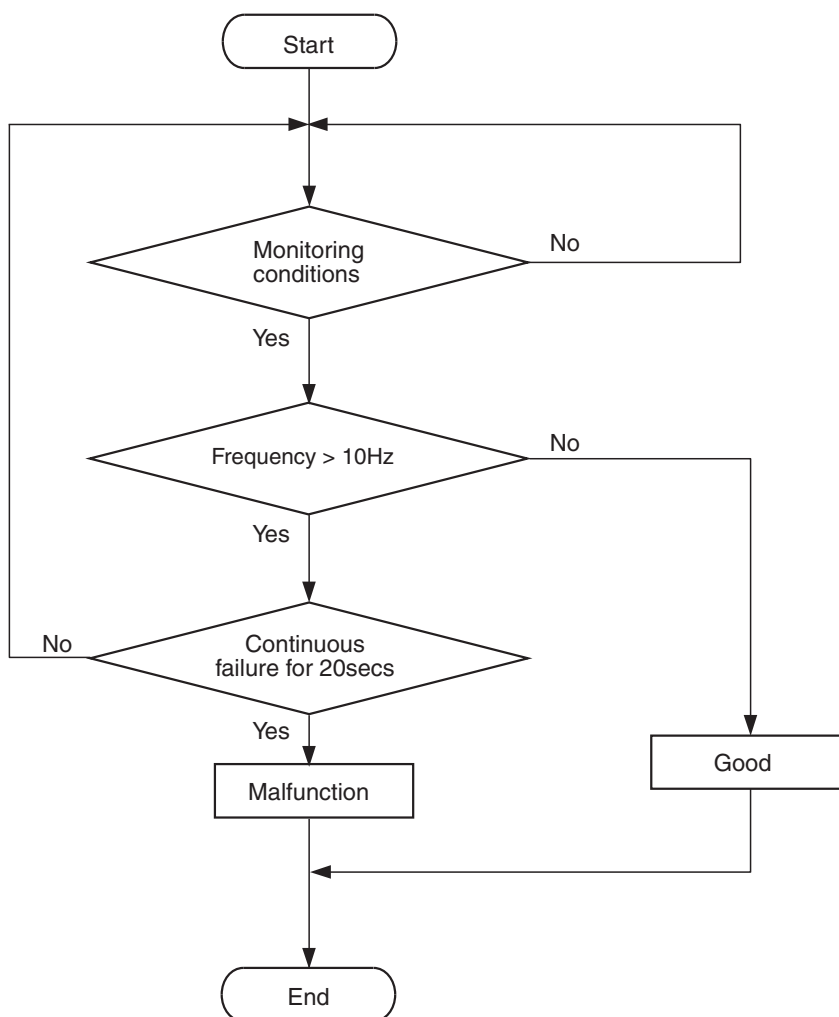 Start
Monitoring
conditions
No
Yes
Frequency > 10Hz
No
Yes
Continuous
failure for 20secs
No
Yes
Malfunction
Good
End